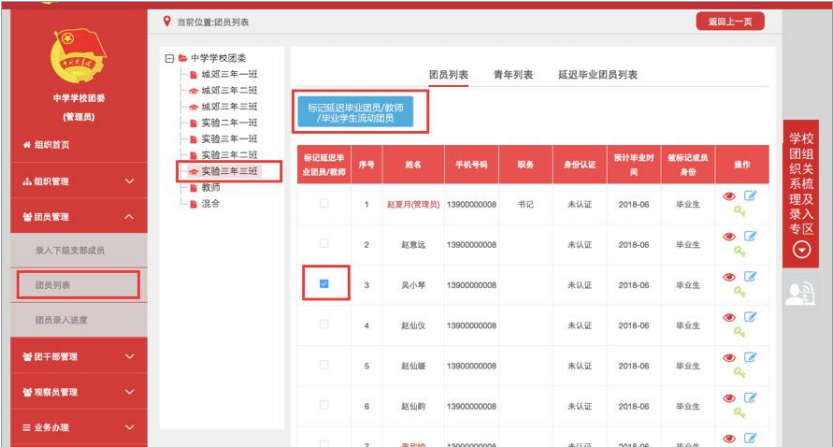 当前位置:团员列表
返回上一页
中学学校团委
(管理员)
组织首页
组织管理
团员管理
录入下级支部成员
团员列表
团员录入进度
团干部管理
观察员管理
业务办理
中学学校团委
城郊三年一班
城郊三年二班
城郊三年三班
实验二年一班
实验三年一班
实验三年二班
实验三年三班
教师
混合
团员列表 青年列表 延迟毕业团员列表
标记延迟毕业团员/教师
/毕业学生流动团员
标记延迟毕业团员/教师 序号 姓名 手机号码 职务 身份认证 预计毕业时间 被标记成员身份 操作
1 赵夏月(管理员) 13900000008 书记 未认证 2018-06 毕业生
2 赵意远 13900000008 未认证 2018-06 毕业生
3 吴小琴 13900000008 未认证 2018-06 毕业生
4 赵仙仪 13900000008 未认证 2018-06 毕业生
5 赵仙媛 13900000008 未认证 2018-06 毕业生
6 赵仙韵 13900000008 未认证 2018-06 毕业生
7 13900000008 未认证 2018-06 毕业生
学校
团组
织关
系梳
理及
录入
专区